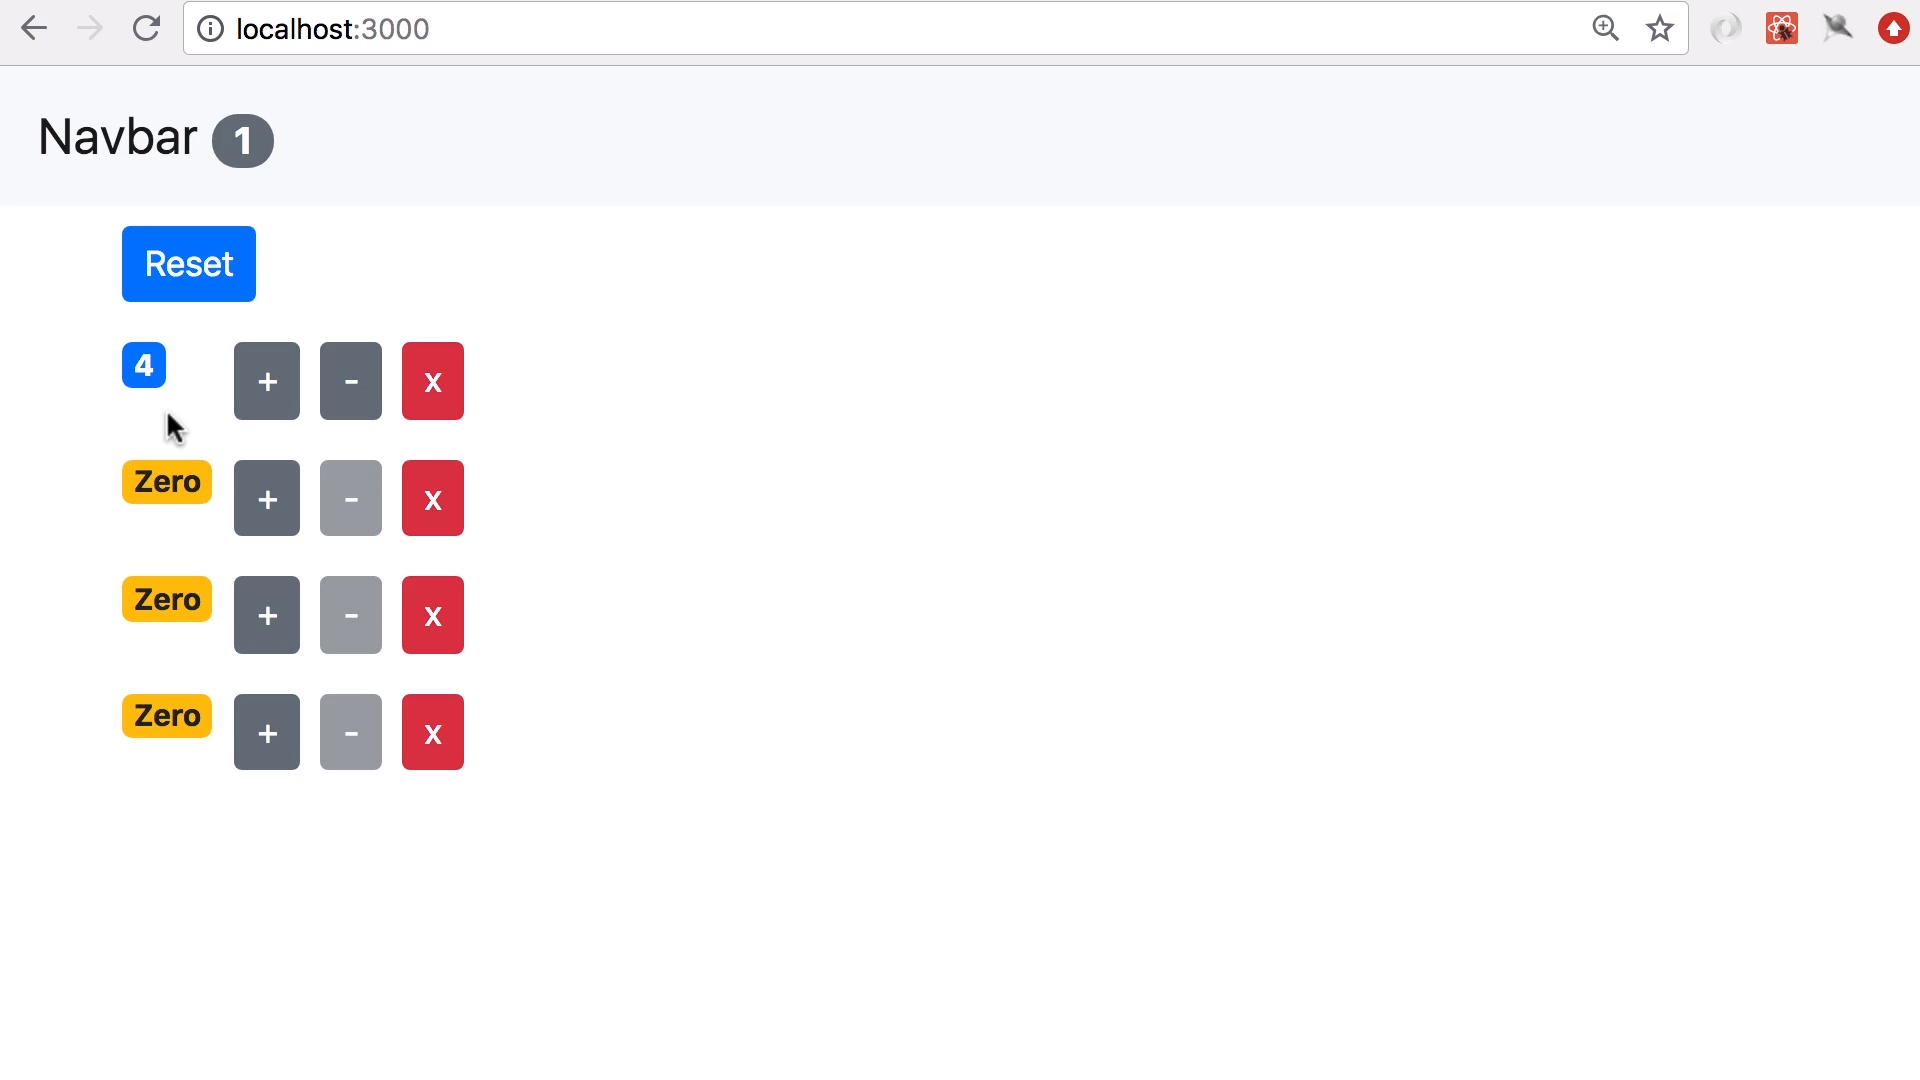 localhost:3000
Navbar 1
Reset
4 + - x
Zero + - x
Zero + - x
Zero + - x